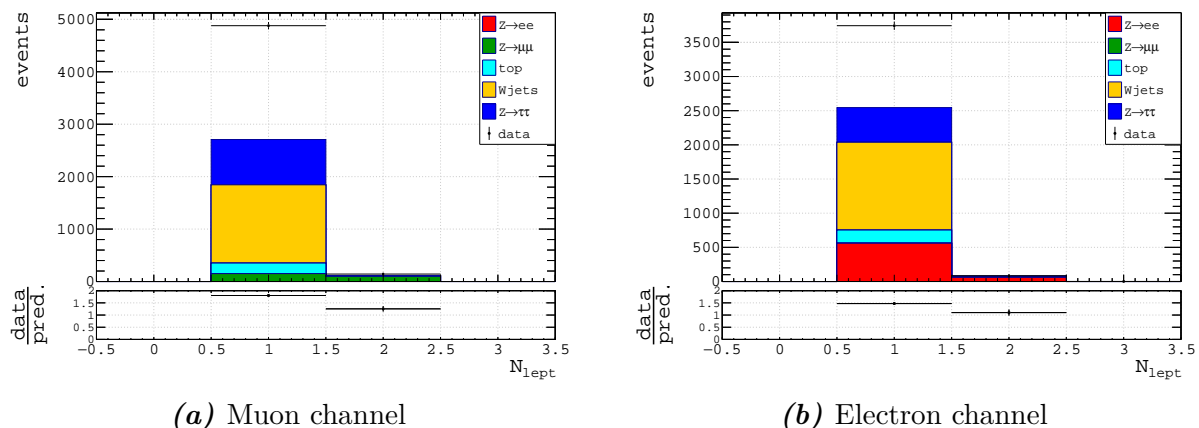 events
5000
4000
3000
2000
1000
0
Z→ee
Z→μμ
top
Wjets
Z→ττ
data
data
pred.
2
1.5
1
0.5
0
−0.5 0 0.5 1 1.5 2 2.5 3 3.5
N_lept
(a) Muon channel
events
3500
3000
2500
2000
1500
1000
500
0
Z→ee
Z→μμ
top
Wjets
Z→ττ
data
data
pred.
2
1.5
1
0.5
0
−0.5 0 0.5 1 1.5 2 2.5 3 3.5
N_lept
(b) Electron channel